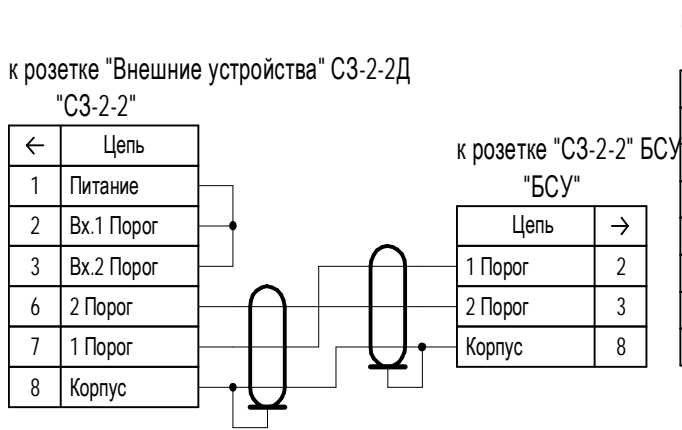 к розетке "Внешние устройства" СЗ-2-2Д
"СЗ-2-2"
← Цепь
1 Питание
2 Вх.1 Порог
3 Вх.2 Порог
6 2 Порог
7 1 Порог
8 Корпус
к розетке "СЗ-2-2" БСУ
"БСУ"
Цепь →
1 Порог 2
2 Порог 3
Корпус 8